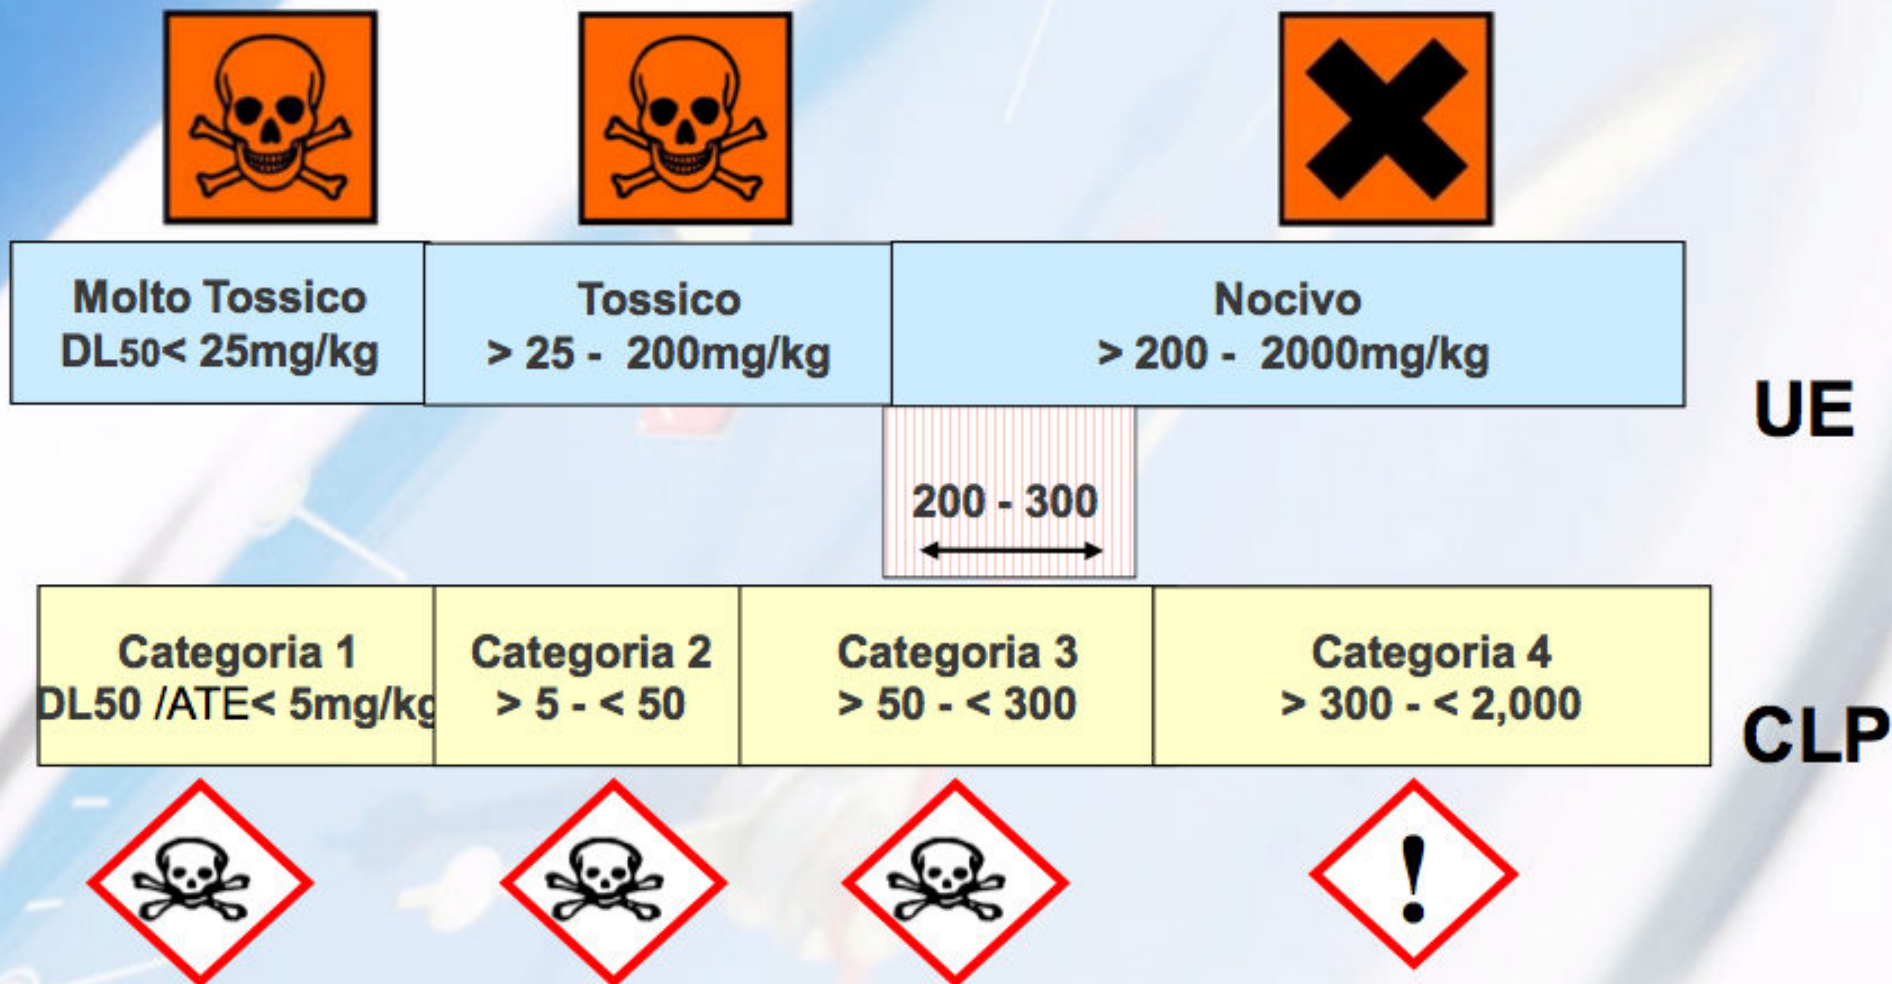 Molto Tossico
DL50< 25mg/kg
Tossico
> 25 - 200mg/kg
Nocivo
> 200 - 2000mg/kg
UE
200 - 300
Categoria 1
DL50 /ATE< 5mg/kg
Categoria 2
> 5 - < 50
Categoria 3
> 50 - < 300
Categoria 4
> 300 - < 2,000
CLP
!